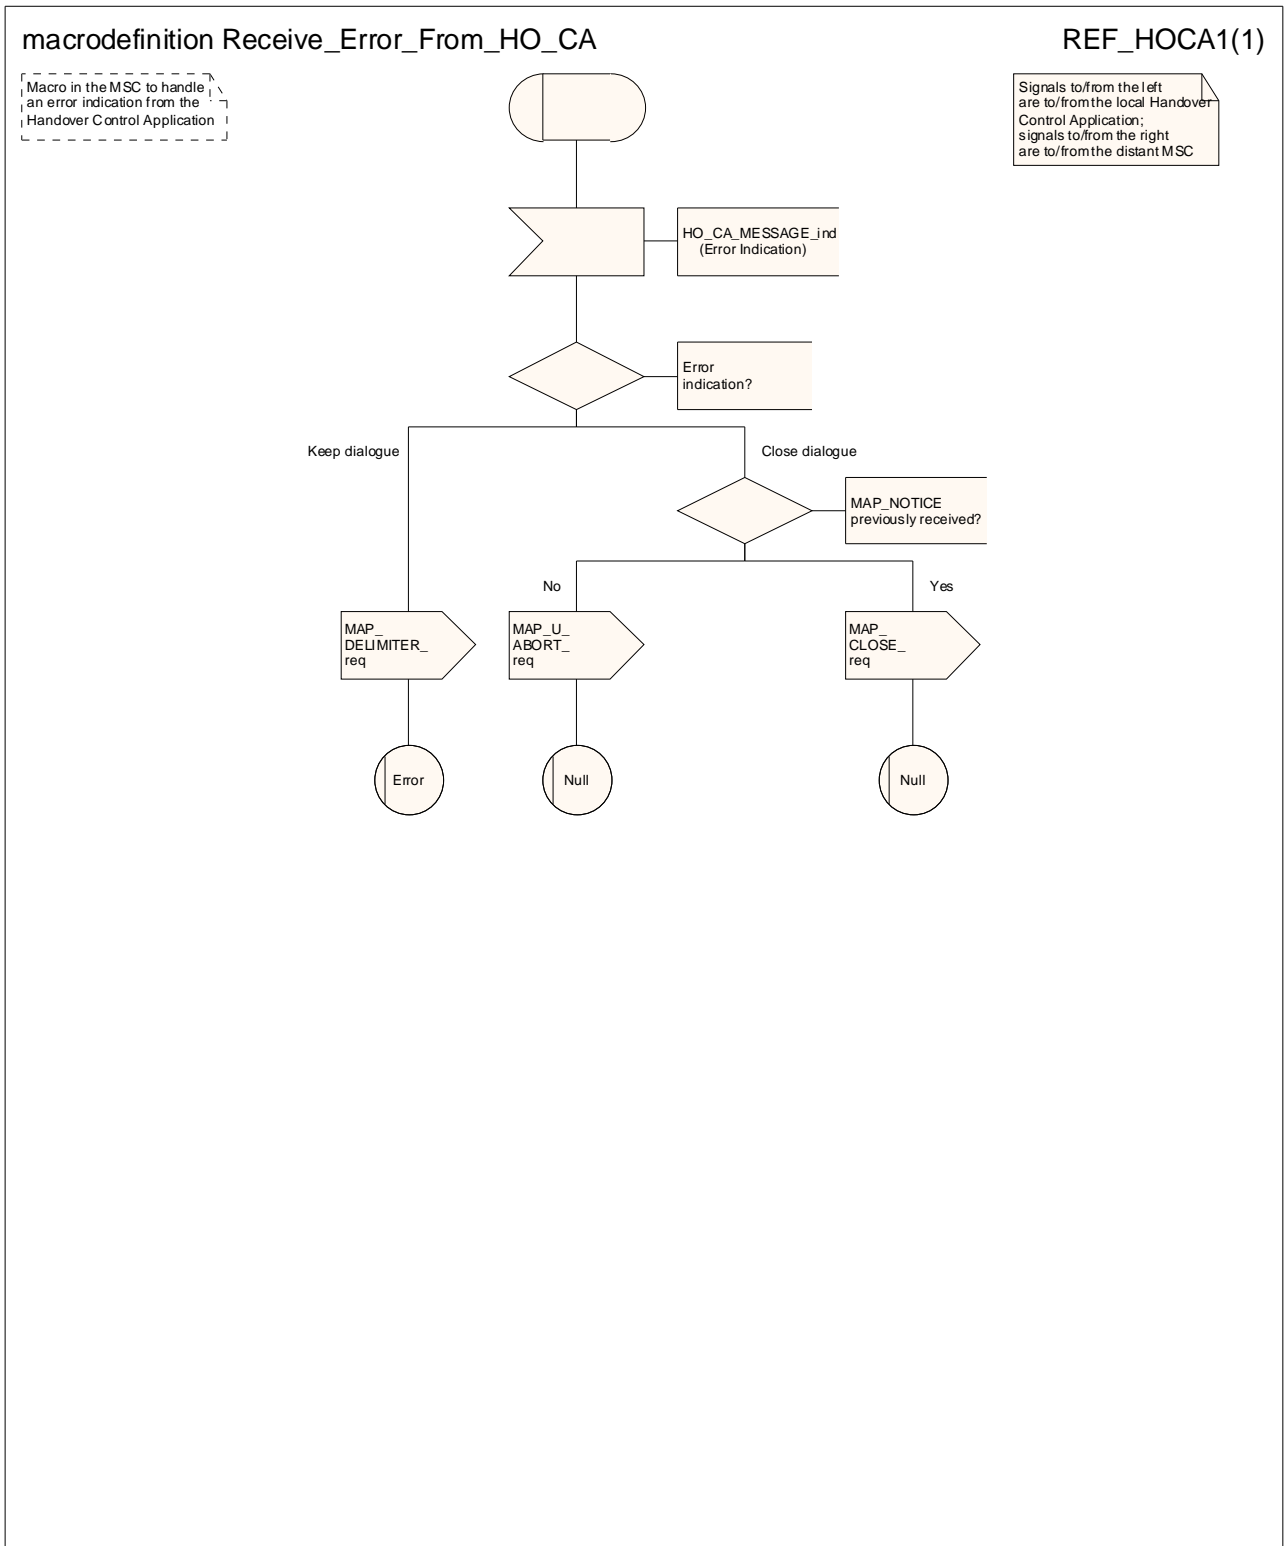 macrodefinition Receive_Error_From_HO_CA
REF_HOCA1(1)
Macro in the MSC to handle
an error indication from the
Handover Control Application
Signals to/from the left
are to/from the local Handover
Control Application;
signals to/from the right
are to/from the distant MSC
HO_CA_MESSAGE_ind
(Error Indication)
Error
indication?
Keep dialogue
Close dialogue
MAP_NOTICE
previously received?
No
Yes
MAP_
DELIMITER_
req
MAP_U_
ABORT_
req
MAP_
CLOSE_
req
Error
Null
Null